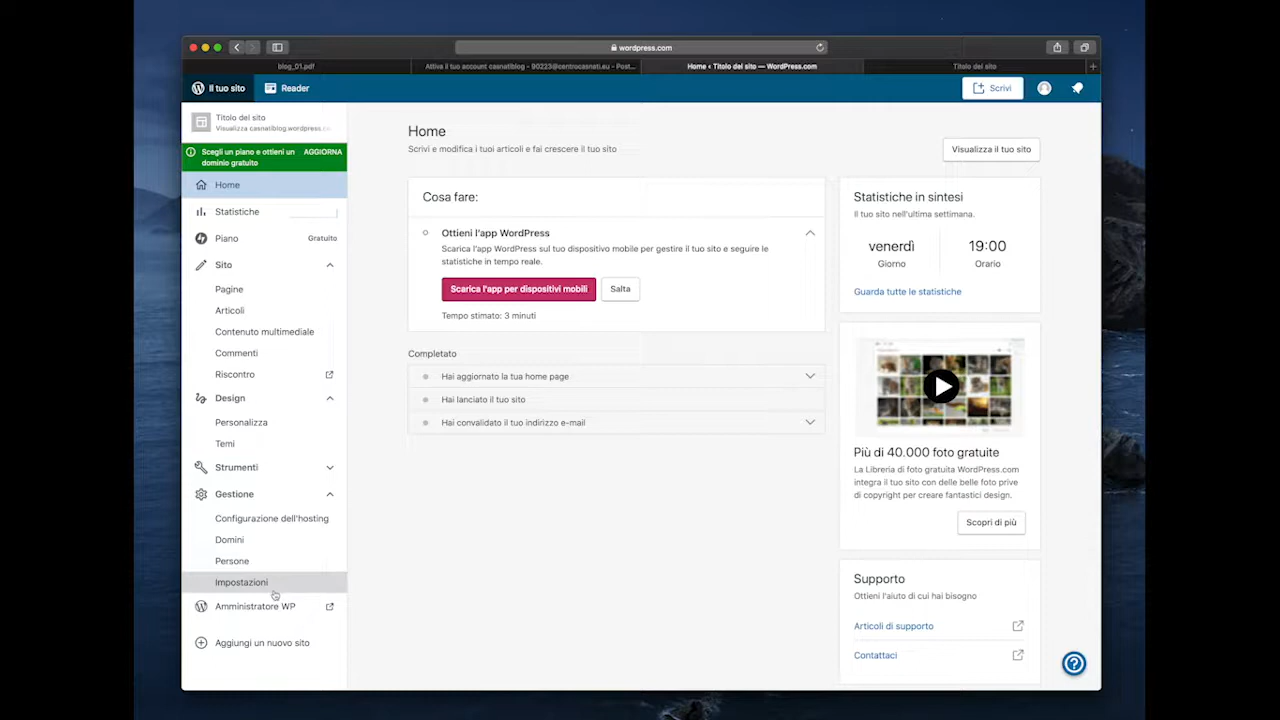 wordpress.com
blog_01.pdf
Attiva il tuo account casnatiblog - 90223@centrocasnati.eu - Post...
Home < Titolo del sito — WordPress.com
Titolo del sito
Il tuo sito
Reader
Scrivi
Titolo del sito
Visualizza casnatiblog.wordpress.co
Scegli un piano e ottieni un dominio gratuito
AGGIORNA
Home
Statistiche
Piano
Gratuito
Sito
Pagine
Articoli
Contenuto multimediale
Commenti
Riscontro
Design
Personalizza
Temi
Strumenti
Gestione
Configurazione dell'hosting
Domini
Persone
Impostazioni
Amministratore WP
Aggiungi un nuovo sito
Home
Scrivi e modifica i tuoi articoli e fai crescere il tuo sito
Visualizza il tuo sito
Cosa fare:
Ottieni l'app WordPress
Scarica l'app WordPress sul tuo dispositivo mobile per gestire il tuo sito e seguire le
statistiche in tempo reale.
Scarica l'app per dispositivi mobili
Salta
Tempo stimato: 3 minuti
Completato
Hai aggiornato la tua home page
Hai lanciato il tuo sito
Hai convalidato il tuo indirizzo e-mail
Statistiche in sintesi
Il tuo sito nell'ultima settimana.
venerdì
19:00
Giorno
Orario
Guarda tutte le statistiche
Più di 40.000 foto gratuite
La Libreria di foto gratuita WordPress.com
integra il tuo sito con delle belle foto prive
di copyright per creare fantastici design.
Scopri di più
Supporto
Ottieni l'aiuto di cui hai bisogno
Articoli di supporto
Contattaci